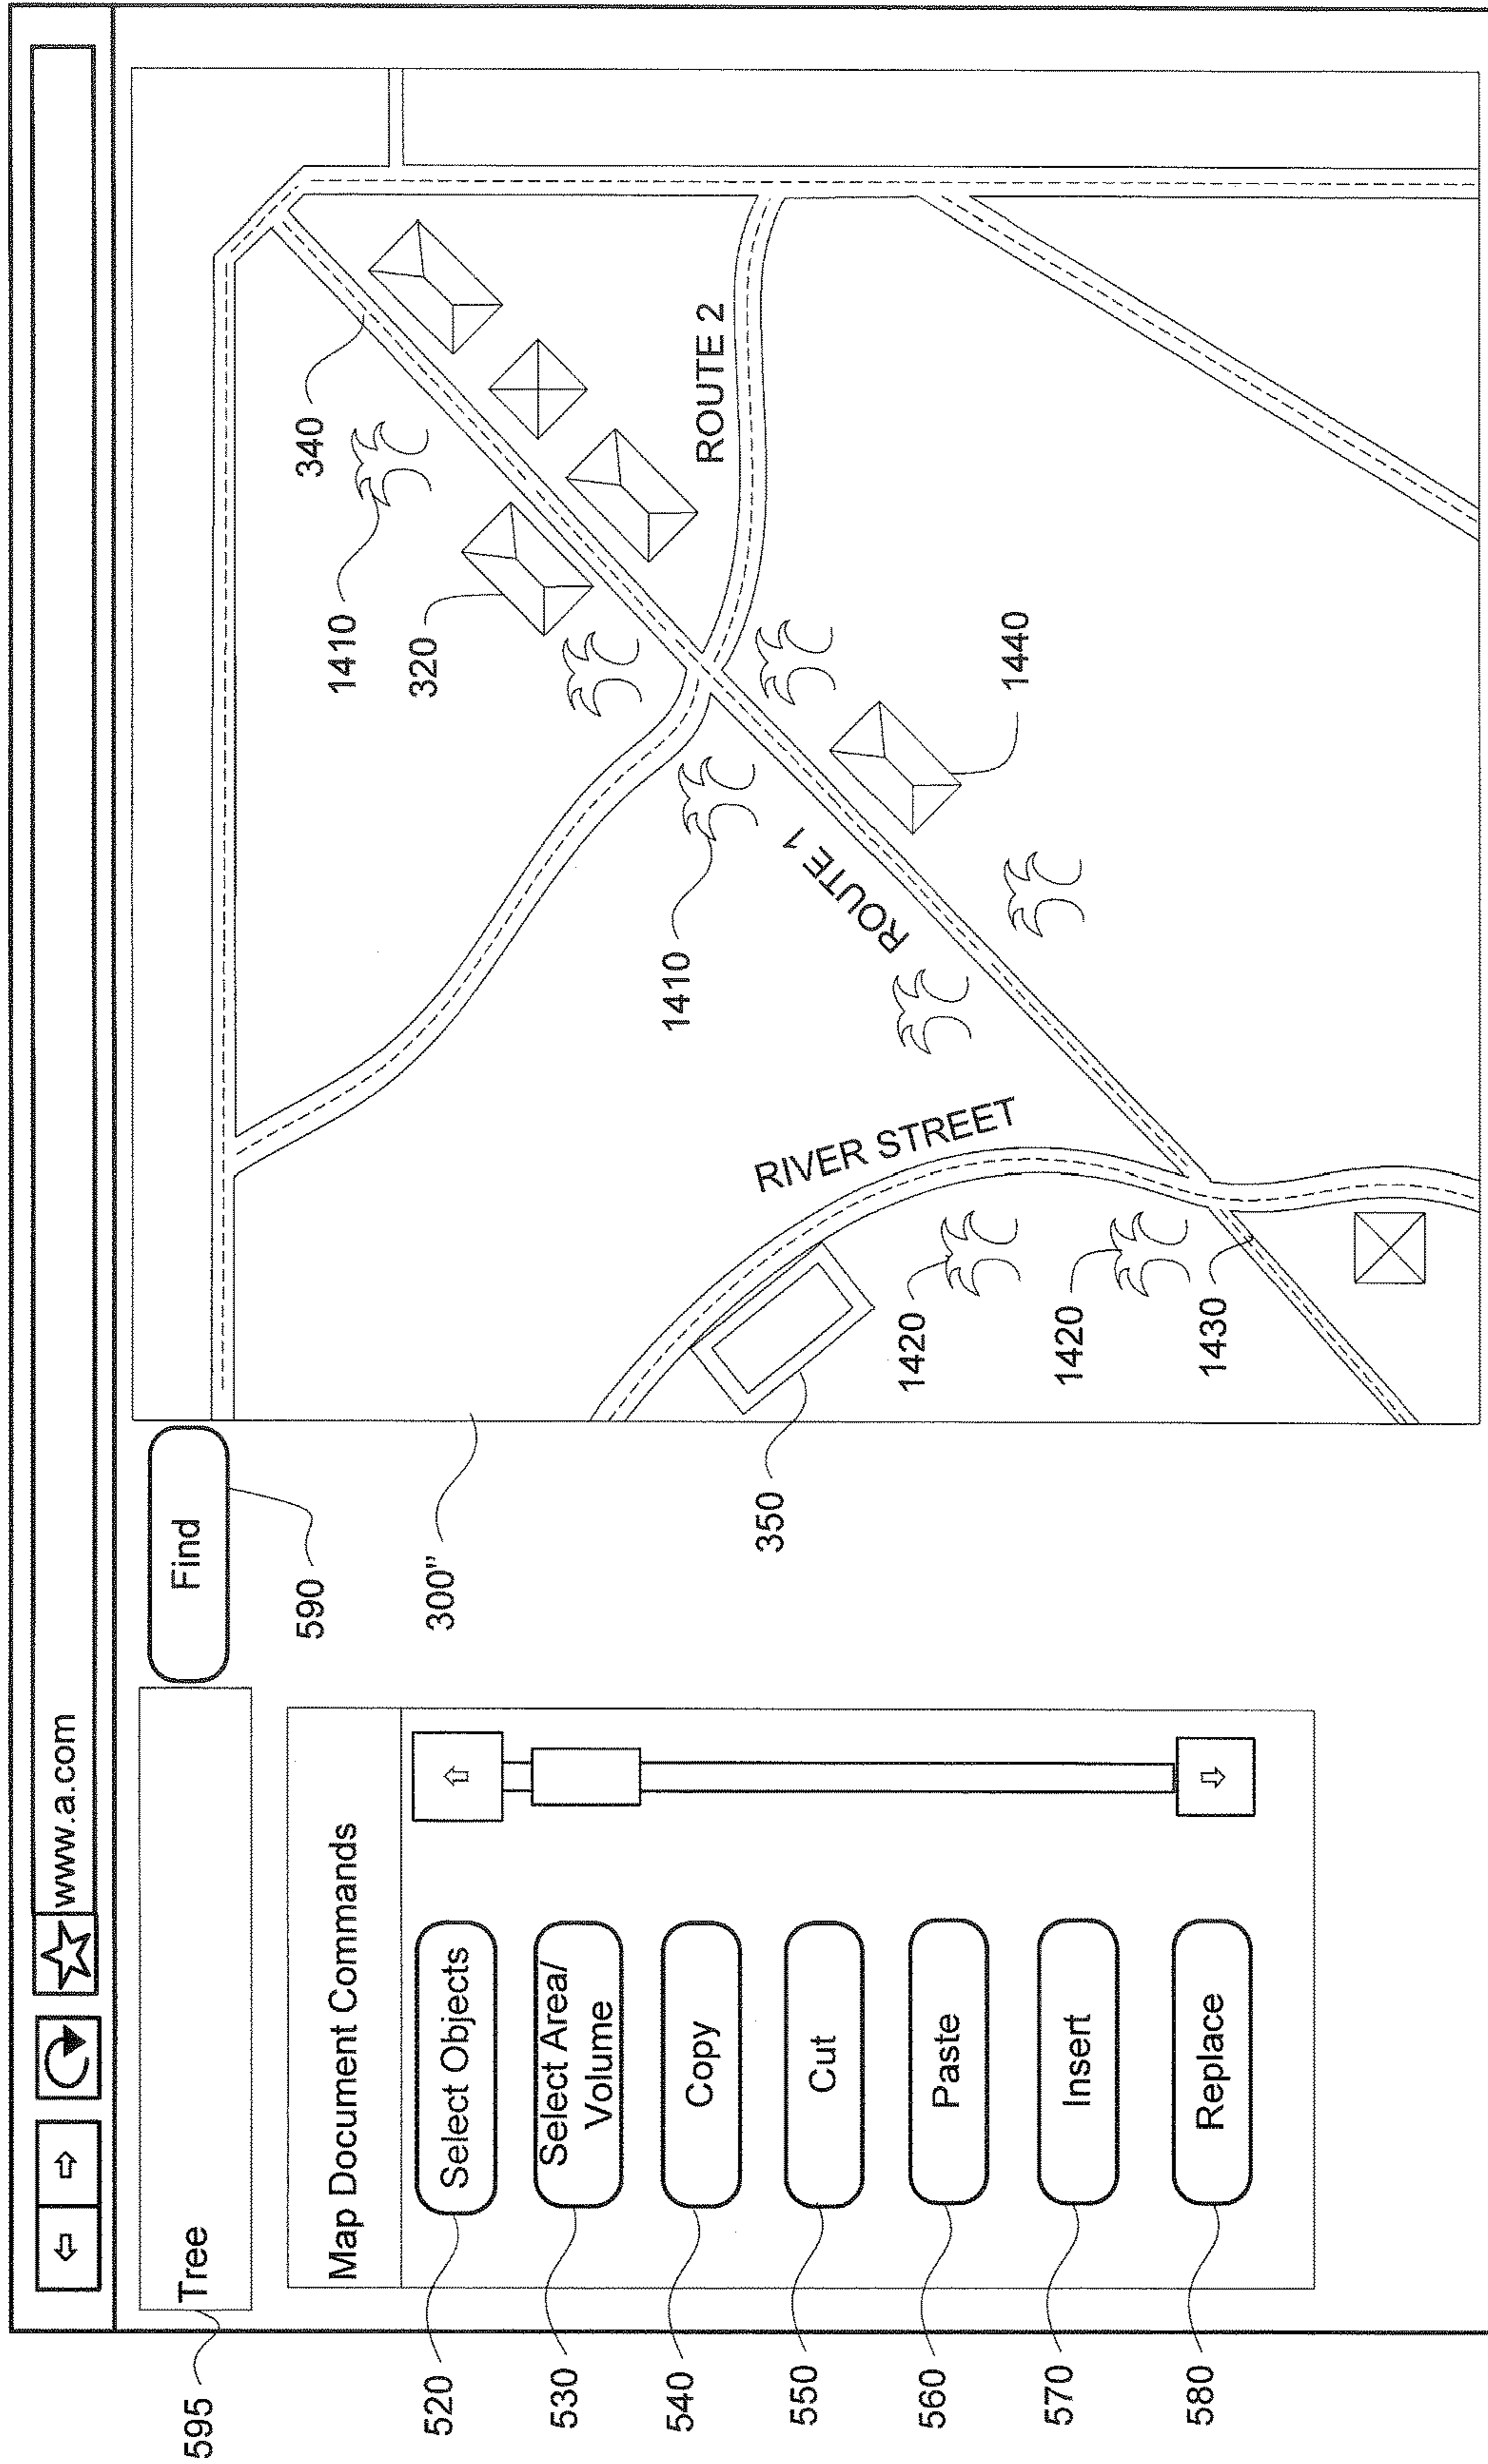 www.a.com
595
Tree
Find
590
Map Document Commands
520
Select Objects
530
Select Area/
Volume
540
Copy
550
Cut
560
Paste
570
Insert
580
Replace
300"
350
340
1410
320
ROUTE 2
1410
1440
ROUTE 1
RIVER STREET
1420
1420
1430